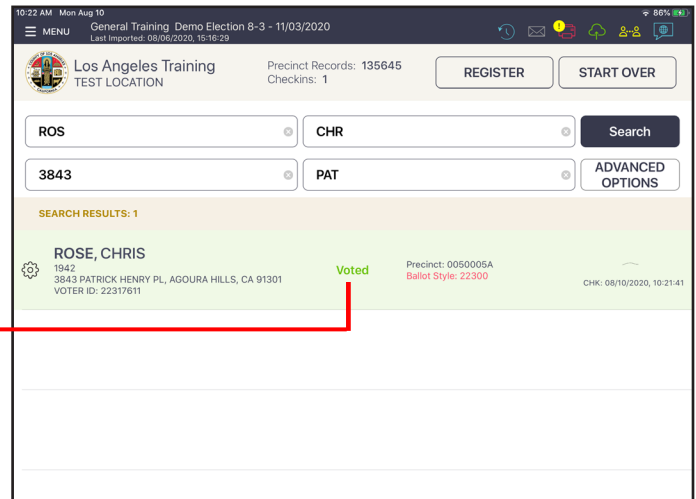 10:22 AM Mon Aug 10
86%
MENU
General Training Demo Election 8-3 - 11/03/2020
Last Imported: 08/06/2020, 15:16:29
Los Angeles Training
TEST LOCATION
Precinct Records: 135645
Checkins: 1
REGISTER
START OVER
ROS
CHR
Search
3843
PAT
ADVANCED
OPTIONS
SEARCH RESULTS: 1
ROSE, CHRIS
1942
3843 PATRICK HENRY PL, AGOURA HILLS, CA 91301
VOTER ID: 22317611
Voted
Precinct: 0050005A
Ballot Style: 22300
CHK: 08/10/2020, 10:21:41